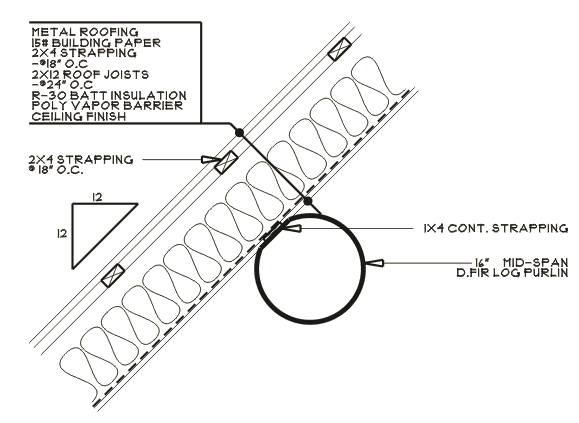 METAL ROOFING
15# BUILDING PAPER
2X4 STRAPPING
-@18" O.C
2X12 ROOF JOISTS
-@24" O.C
R-30 BATT INSULATION
POLY VAPOR BARRIER
CEILING FINISH
2X4 STRAPPING
@ 18" O.C.
12
12
1X4 CONT. STRAPPING
16" MID-SPAN
D.FIR LOG PURLIN